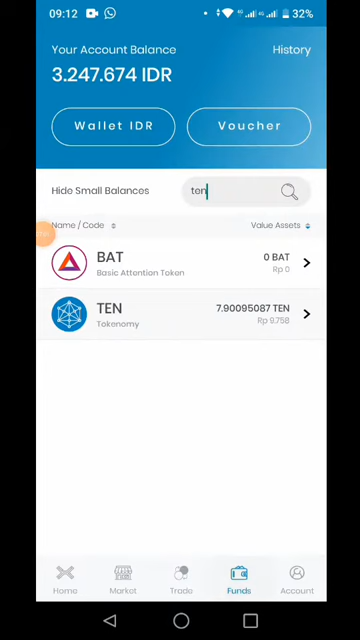 09:12 32%
Your Account Balance History
3.247.674 IDR
Wallet IDR Voucher
Hide Small Balances ten
Name / Code Value Assets
BAT 0 BAT
Basic Attention Token Rp 0
TEN 7.90095087 TEN
Tokenomy Rp 9.758
Home Market Trade Funds Account